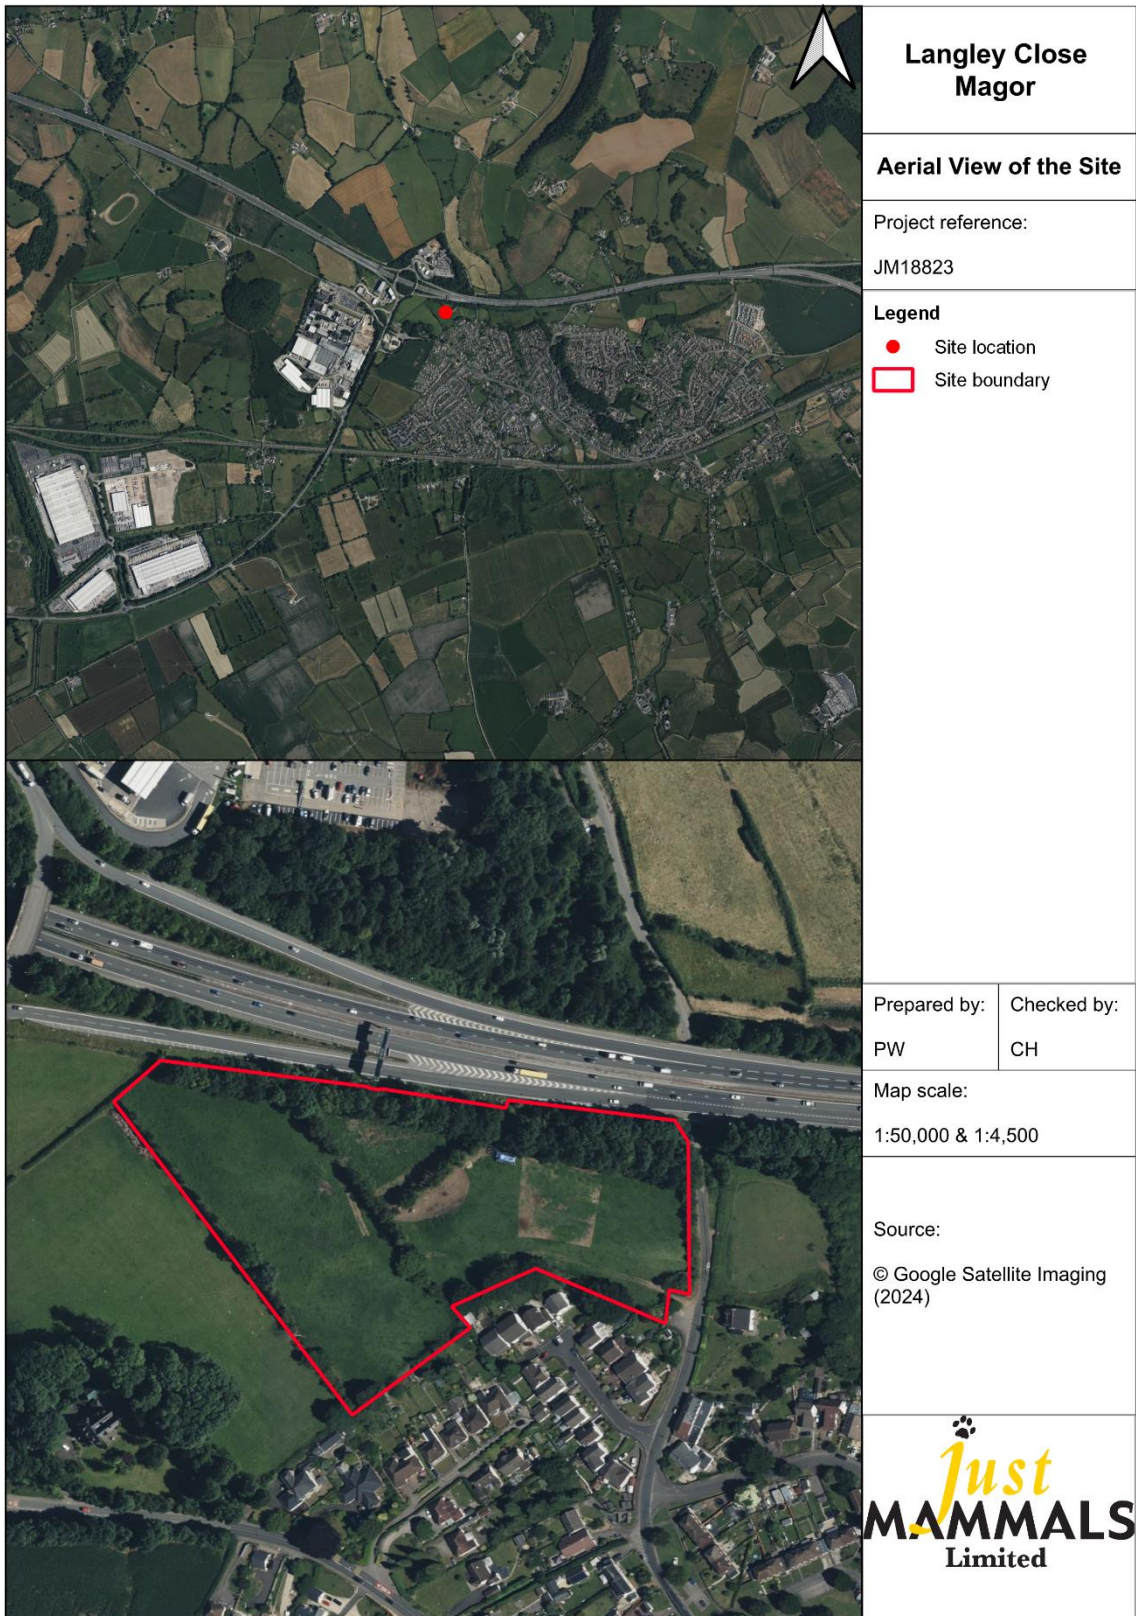 Langley Close
Magor
Aerial View of the Site
Project reference:
JM18823
Legend
Site location
Site boundary
Prepared by:
PW
Checked by:
CH
Map scale:
1:50,000 & 1:4,500
Source:
© Google Satellite Imaging
(2024)
just
MAMMALS
Limited